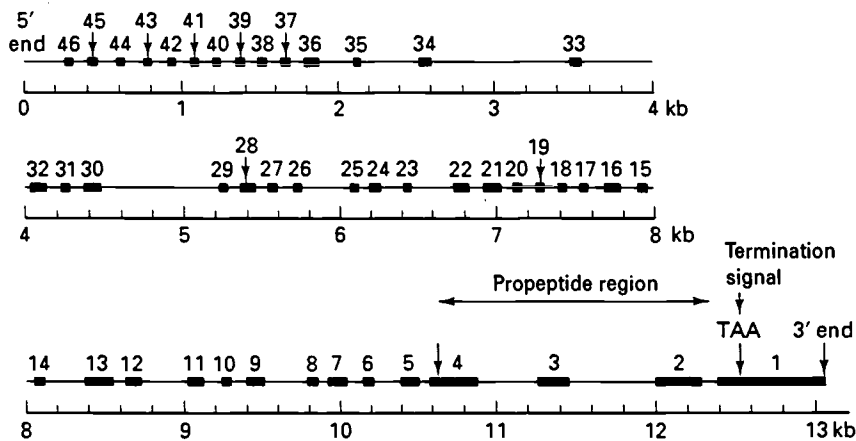 5′ end
45 43 41 39 37
46 44 42 40 38 36 35 34 33
0 1 2 3 4 kb
28 19
32 31 30 29 27 26 25 24 23 22 21 20 18 17 16 15
4 5 6 7 8 kb
Termination signal
Propeptide region
TAA 3′ end
14 13 12 11 10 9 8 7 6 5 4 3 2 1
8 9 10 11 12 13 kb